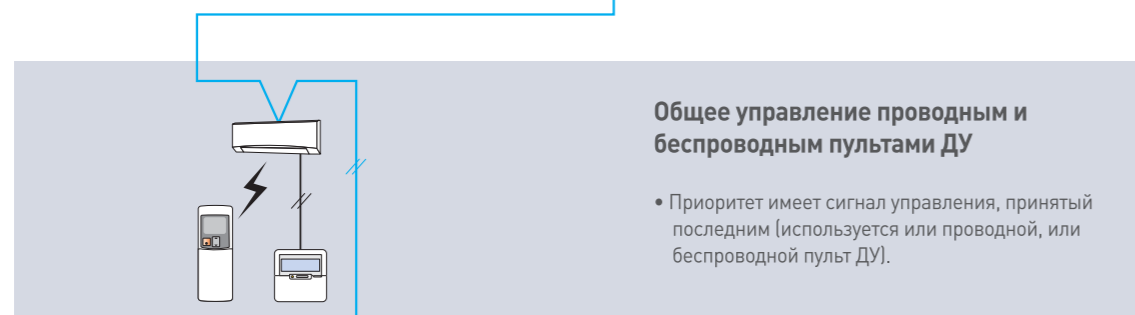 Общее управление проводным и
беспроводным пультами ДУ
• Приоритет имеет сигнал управления, принятый
последним (используется или проводной, или
беспроводной пульт ДУ).